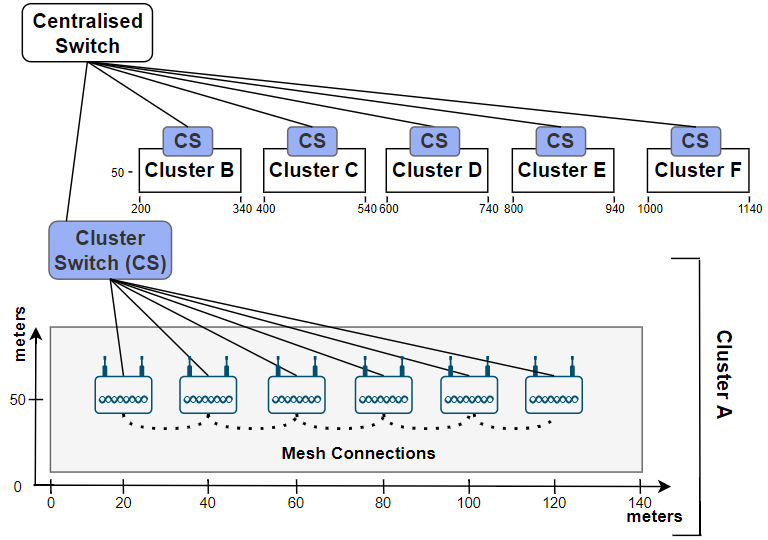 Centralised
Switch
CS
CS
CS
CS
CS
Cluster B
Cluster C
Cluster D
Cluster E
Cluster F
50
200
340
400
540
600
740
800
940
1000
1140
Cluster
Switch (CS)
meters
50
Mesh Connections
Cluster A
0
0
20
40
60
80
100
120
140
meters